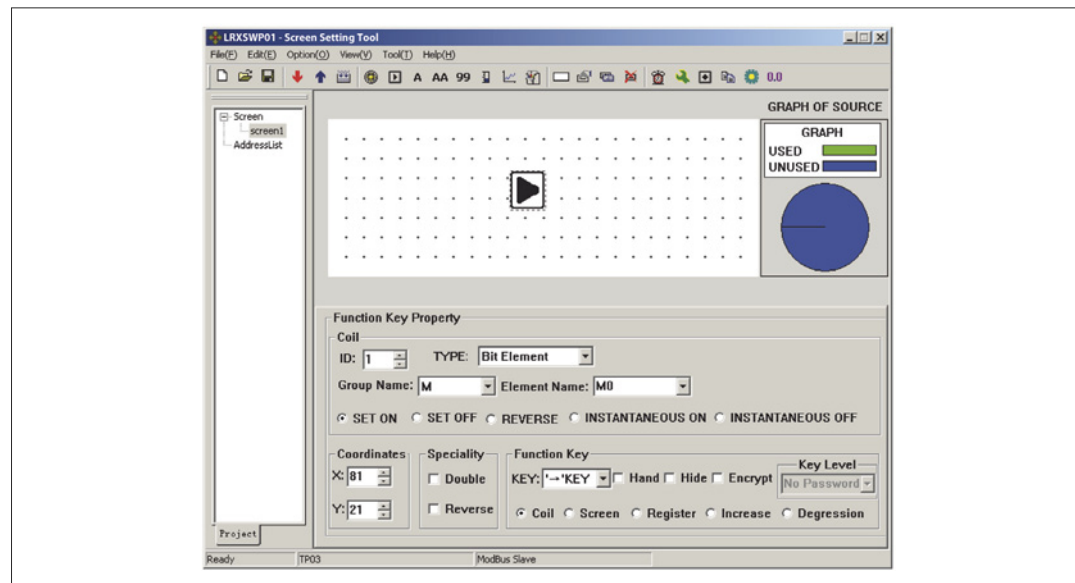 LRXSWP01 - Screen Setting Tool
File(F) Edit(E) Option(O) View(V) Tool(T) Help(H)
A AA 99 0.0
Screen
screen1
AddressList
GRAPH OF SOURCE
GRAPH
USED
UNUSED
Function Key Property
Coil
ID: 1 TYPE: Bit Element
Group Name: M Element Name: M0
SET ON SET OFF REVERSE INSTANTANEOUS ON INSTANTANEOUS OFF
Coordinates Speciality Function Key Key Level
X: 81 Double KEY: '→'KEY Hand Hide Encrypt No Password
Y: 21 Reverse Coil Screen Register Increase Degression
Project
Ready TP03 ModBus Slave